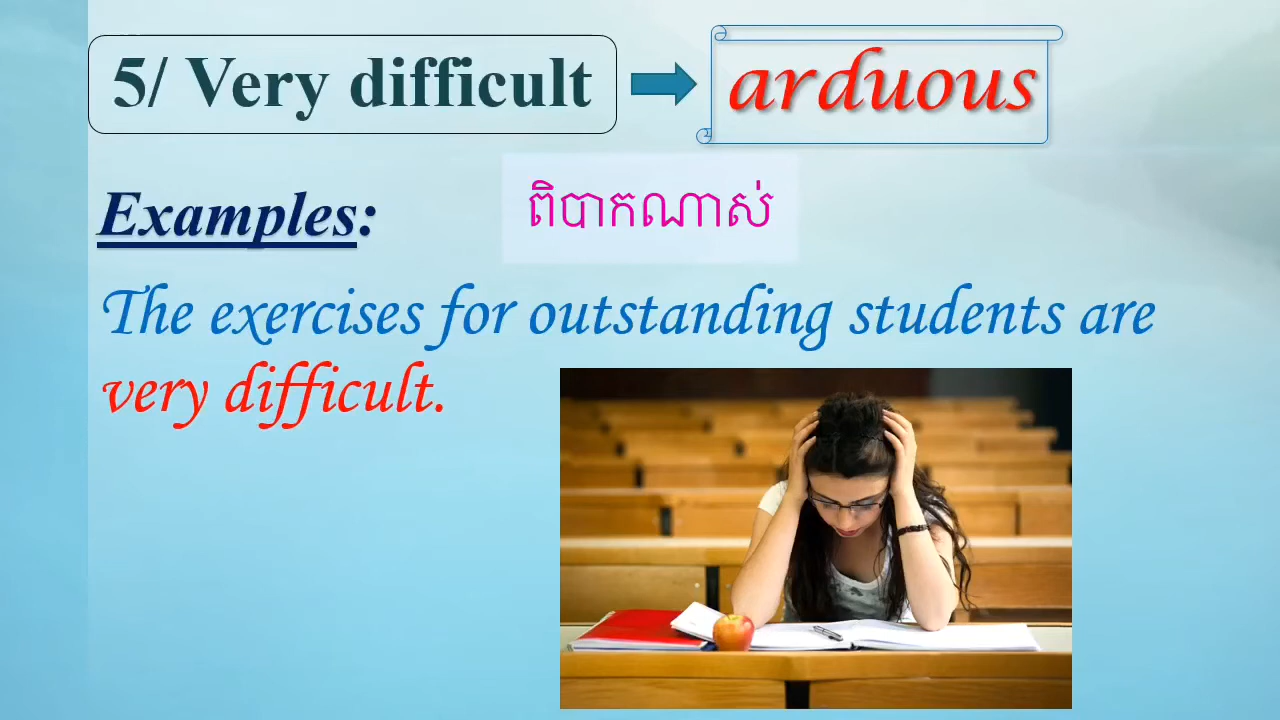 5/ Very difficult
arduous
Examples:
ពិបាកណាស់
The exercises for outstanding students are
very difficult.